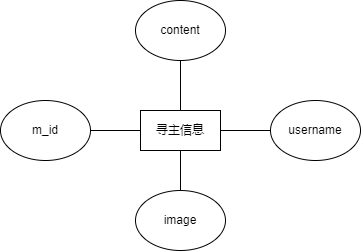 content
m_id
寻主信息
username
image